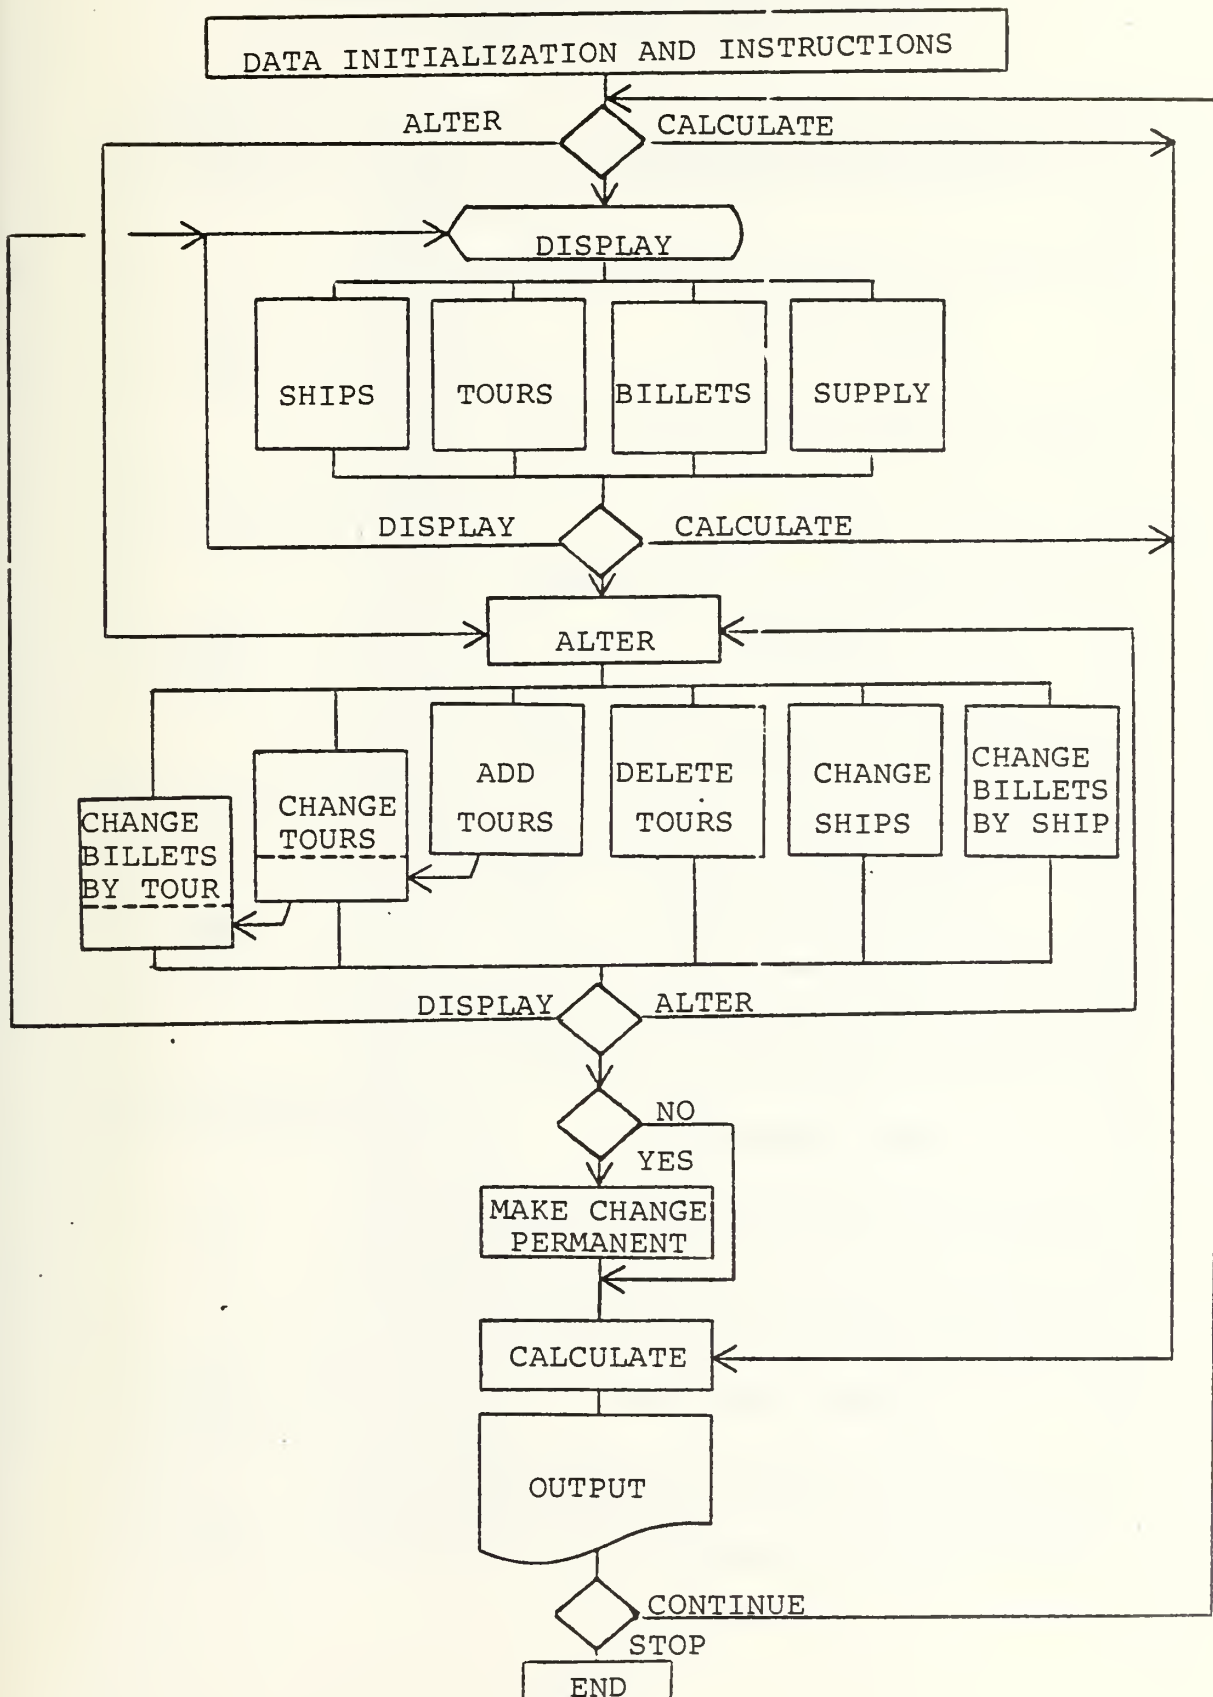 DATA INITIALIZATION AND INSTRUCTIONS
ALTER
CALCULATE
DISPLAY
SHIPS
TOURS
BILLETS
SUPPLY
DISPLAY
CALCULATE
ALTER
CHANGE
BILLETS
BY TOUR
CHANGE
TOURS
ADD
TOURS
DELETE
TOURS
CHANGE
SHIPS
CHANGE
BILLETS
BY SHIP
DISPLAY
ALTER
NO
YES
MAKE CHANGE
PERMANENT
CALCULATE
OUTPUT
CONTINUE
STOP
END